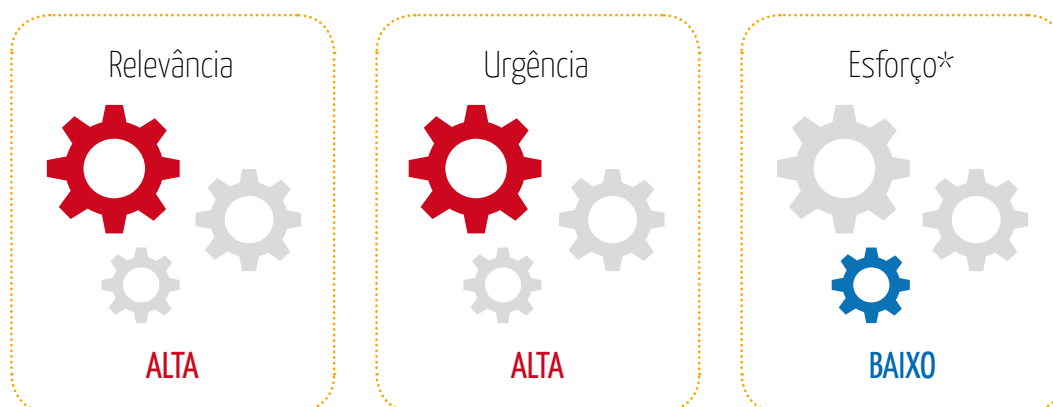 Relevância
ALTA
Urgência
ALTA
Esforço*
BAIXO